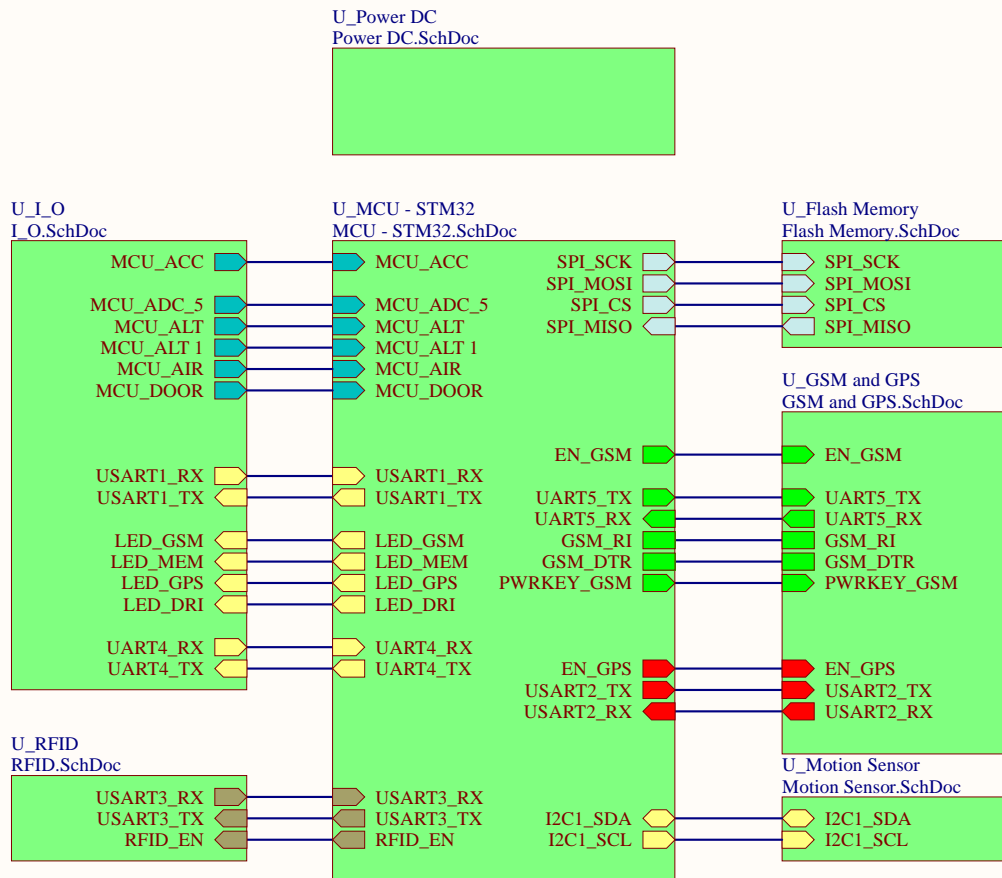 U_Power DC
Power DC.SchDoc
U_I_O
I_O.SchDoc
MCU_ACC
MCU_ADC_5
MCU_ALT
MCU_ALT 1
MCU_AIR
MCU_DOOR
USART1_RX
USART1_TX
LED_GSM
LED_MEM
LED_GPS
LED_DRI
UART4_RX
UART4_TX
U_RFID
RFID.SchDoc
USART3_RX
USART3_TX
RFID_EN
U_MCU - STM32
MCU - STM32.SchDoc
MCU_ACC
MCU_ADC_5
MCU_ALT
MCU_ALT 1
MCU_AIR
MCU_DOOR
USART1_RX
USART1_TX
LED_GSM
LED_MEM
LED_GPS
LED_DRI
UART4_RX
UART4_TX
USART3_RX
USART3_TX
RFID_EN
SPI_SCK
SPI_MOSI
SPI_CS
SPI_MISO
EN_GSM
UART5_TX
UART5_RX
GSM_RI
GSM_DTR
PWRKEY_GSM
EN_GPS
USART2_TX
USART2_RX
I2C1_SDA
I2C1_SCL
U_Flash Memory
Flash Memory.SchDoc
SPI_SCK
SPI_MOSI
SPI_CS
SPI_MISO
U_GSM and GPS
GSM and GPS.SchDoc
EN_GSM
UART5_TX
UART5_RX
GSM_RI
GSM_DTR
PWRKEY_GSM
EN_GPS
USART2_TX
USART2_RX
U_Motion Sensor
Motion Sensor.SchDoc
I2C1_SDA
I2C1_SCL